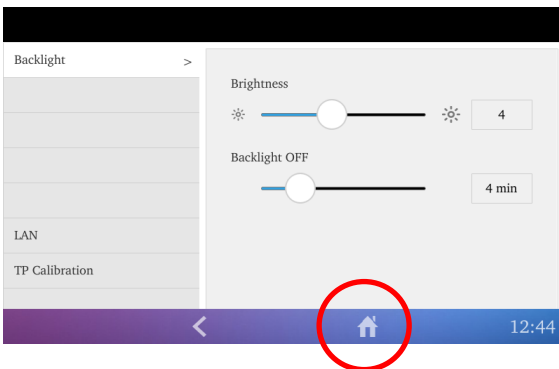 Backlight >
Brightness
4
Backlight OFF
4 min
LAN
TP Calibration
12:44